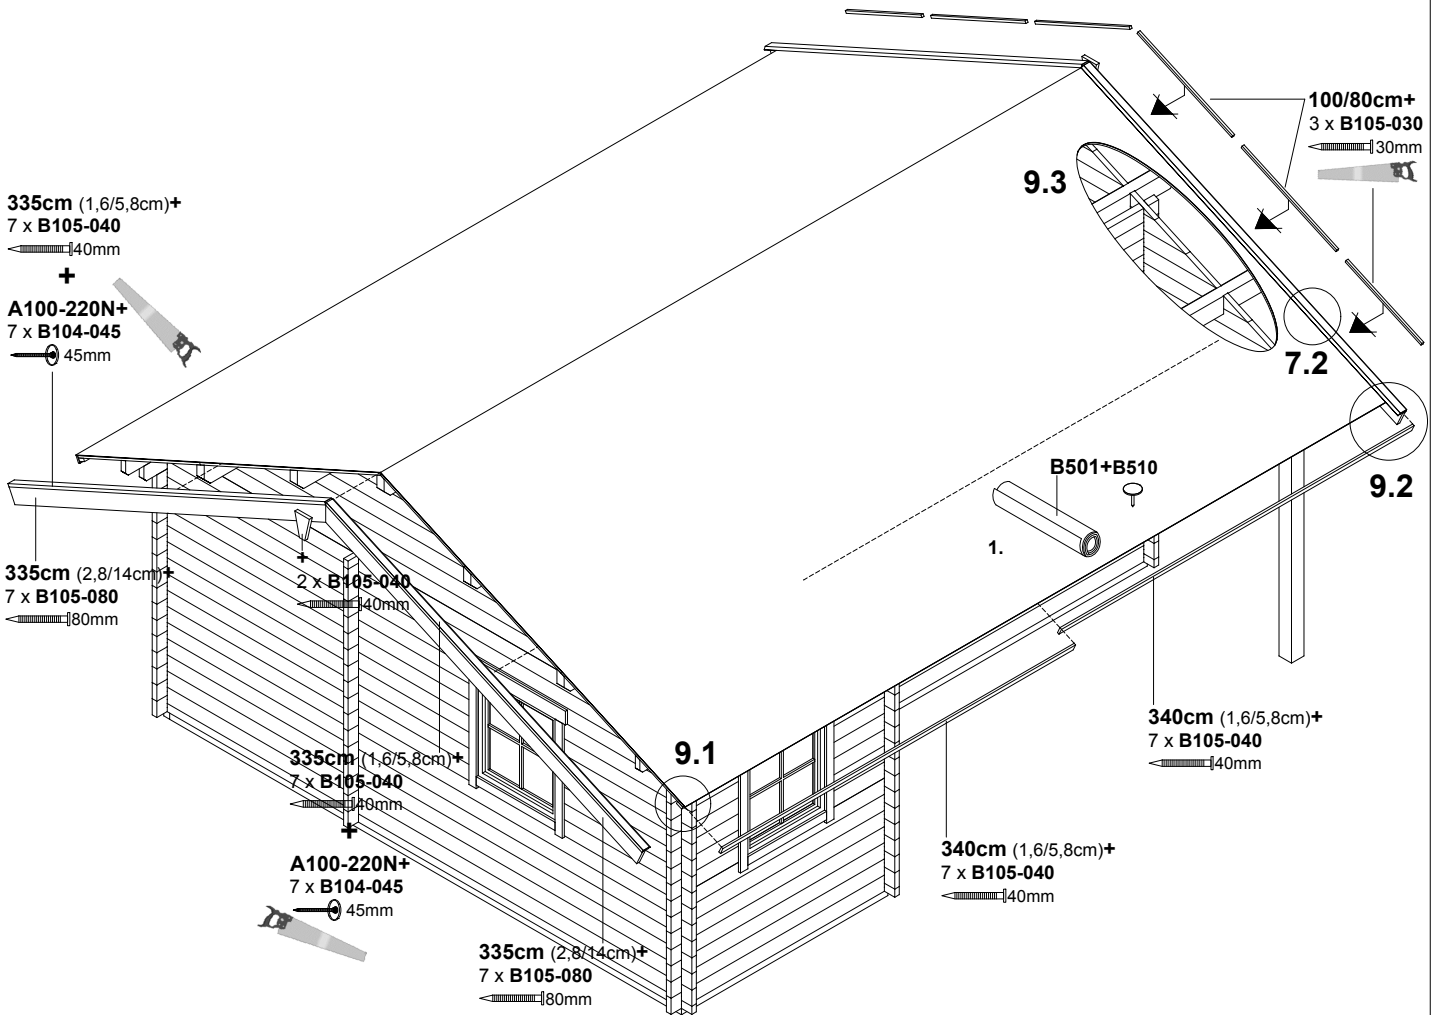 100/80cm+
3 x B105-030
30mm
9.3
335cm (1,6/5,8cm)+
7 x B105-040
40mm
+
A100-220N+
7 x B104-045
45mm
7.2
9.2
B501+B510
1.
335cm (2,8/14cm)+
7 x B105-080
80mm
+
2 x B105-040
40mm
340cm (1,6/5,8cm)+
7 x B105-040
40mm
9.1
335cm (1,6/5,8cm)+
7 x B105-040
40mm
+
A100-220N+
7 x B104-045
45mm
340cm (1,6/5,8cm)+
7 x B105-040
40mm
335cm (2,8/14cm)+
7 x B105-080
80mm